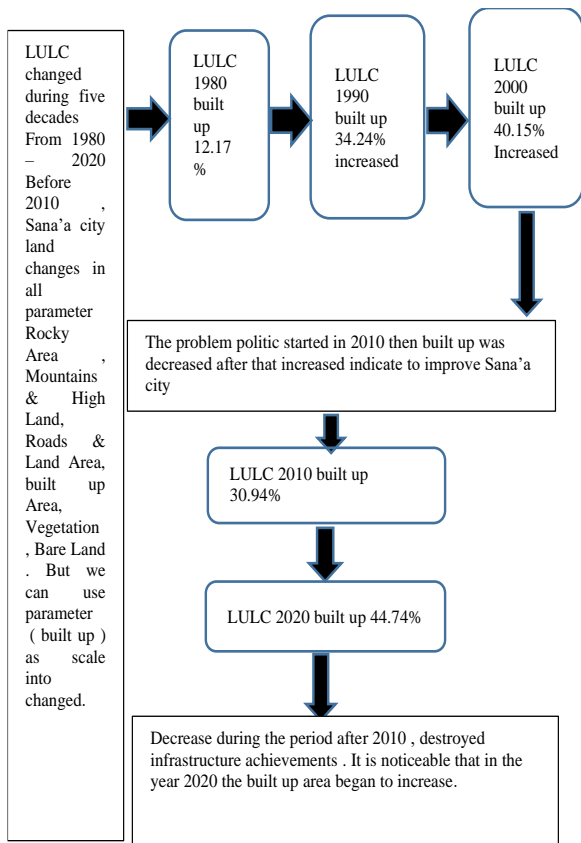 LULC
changed
during five
decades
From 1980
– 2020
Before
2010 ,
Sana’a city
land
changes in
all
parameter
Rocky
Area ,
Mountains
& High
Land,
Roads &
Land Area,
built up
Area,
Vegetation
, Bare Land
. But we
can use
parameter
( built up )
as scale
into
changed.
LULC
1980
built
up
12.17
%
LULC
1990
built up
34.24%
increased
LULC
2000
built up
40.15%
Increased
The problem politic started in 2010 then built up was
decreased after that increased indicate to improve Sana’a
city
LULC 2010 built up
30.94%
LULC 2020 built up 44.74%
Decrease during the period after 2010 , destroyed
infrastructure achievements . It is noticeable that in the
year 2020 the built up area began to increase.